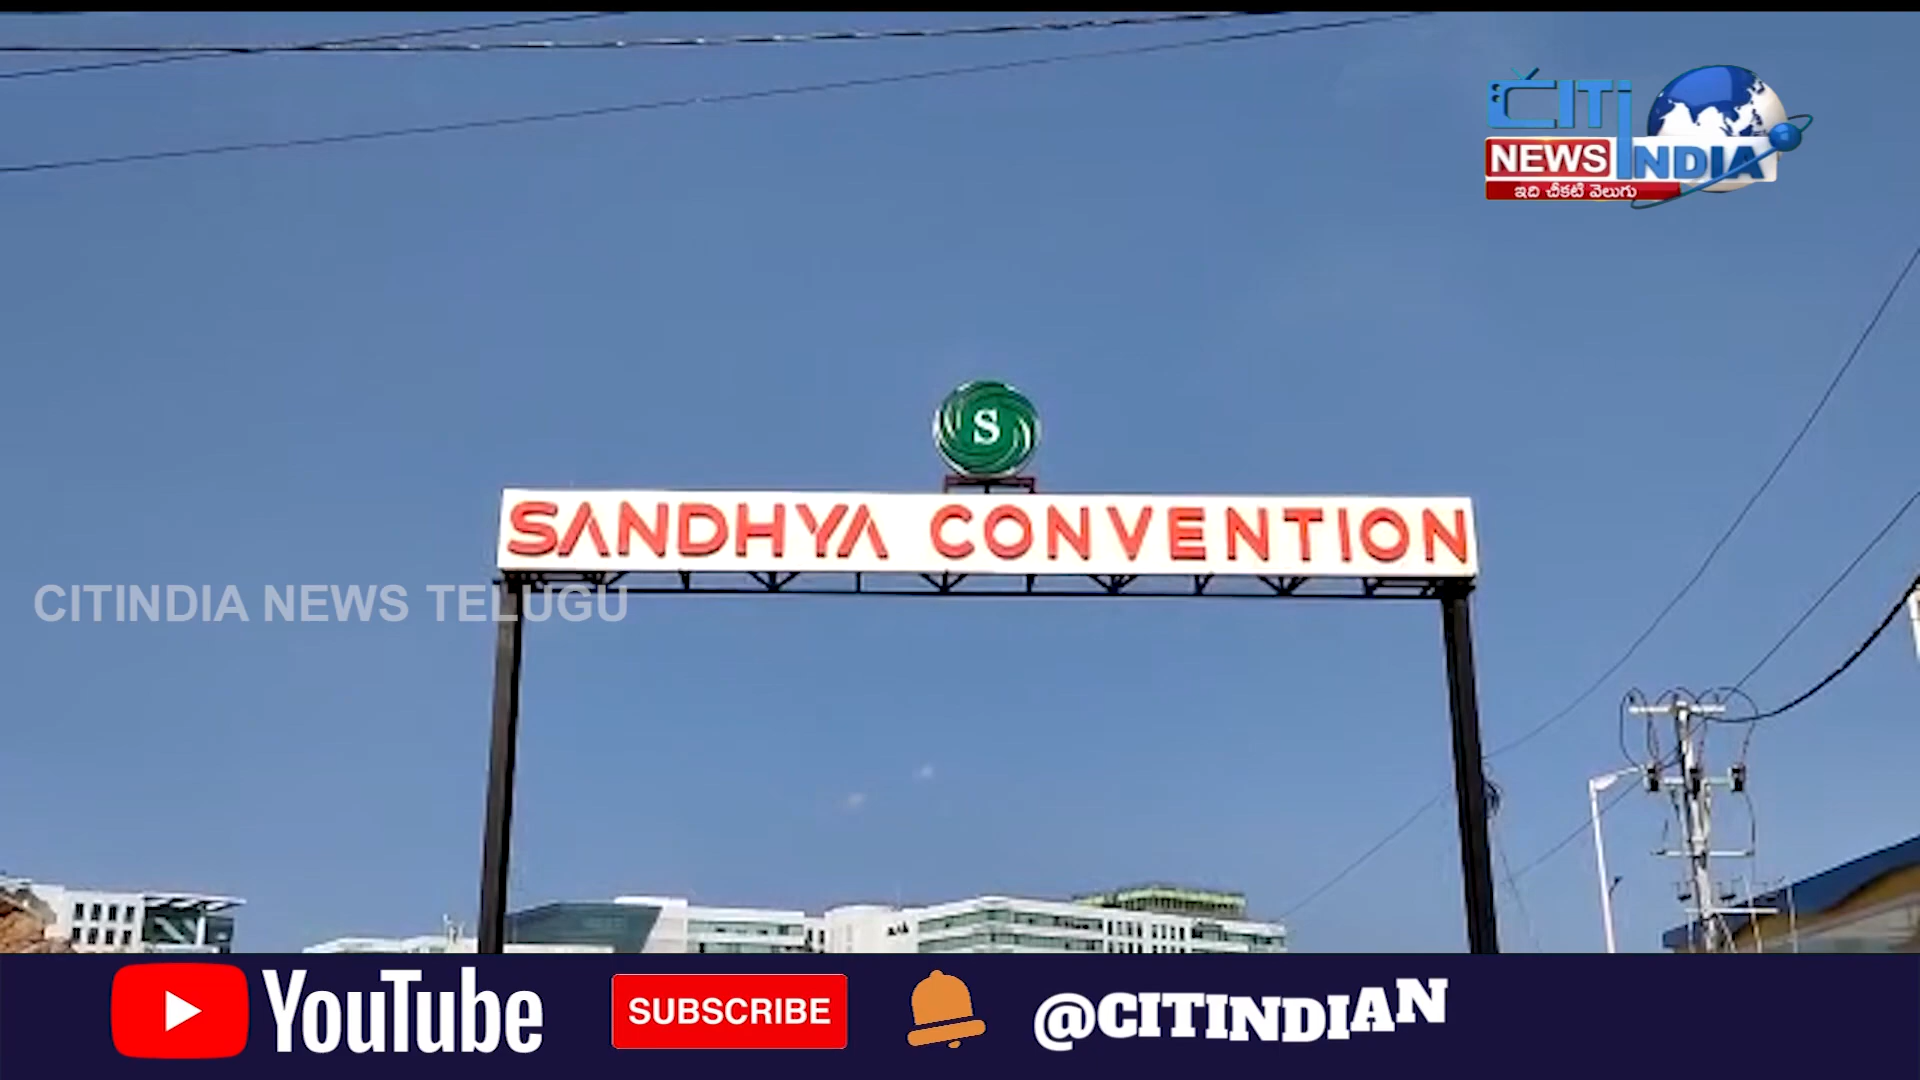 CITI
NEWS INDIA
ఇది చీకటి వెలుగు
S
SANDHYA CONVENTION
CITINDIA NEWS TELUGU
YouTube SUBSCRIBE @CITINDIAN